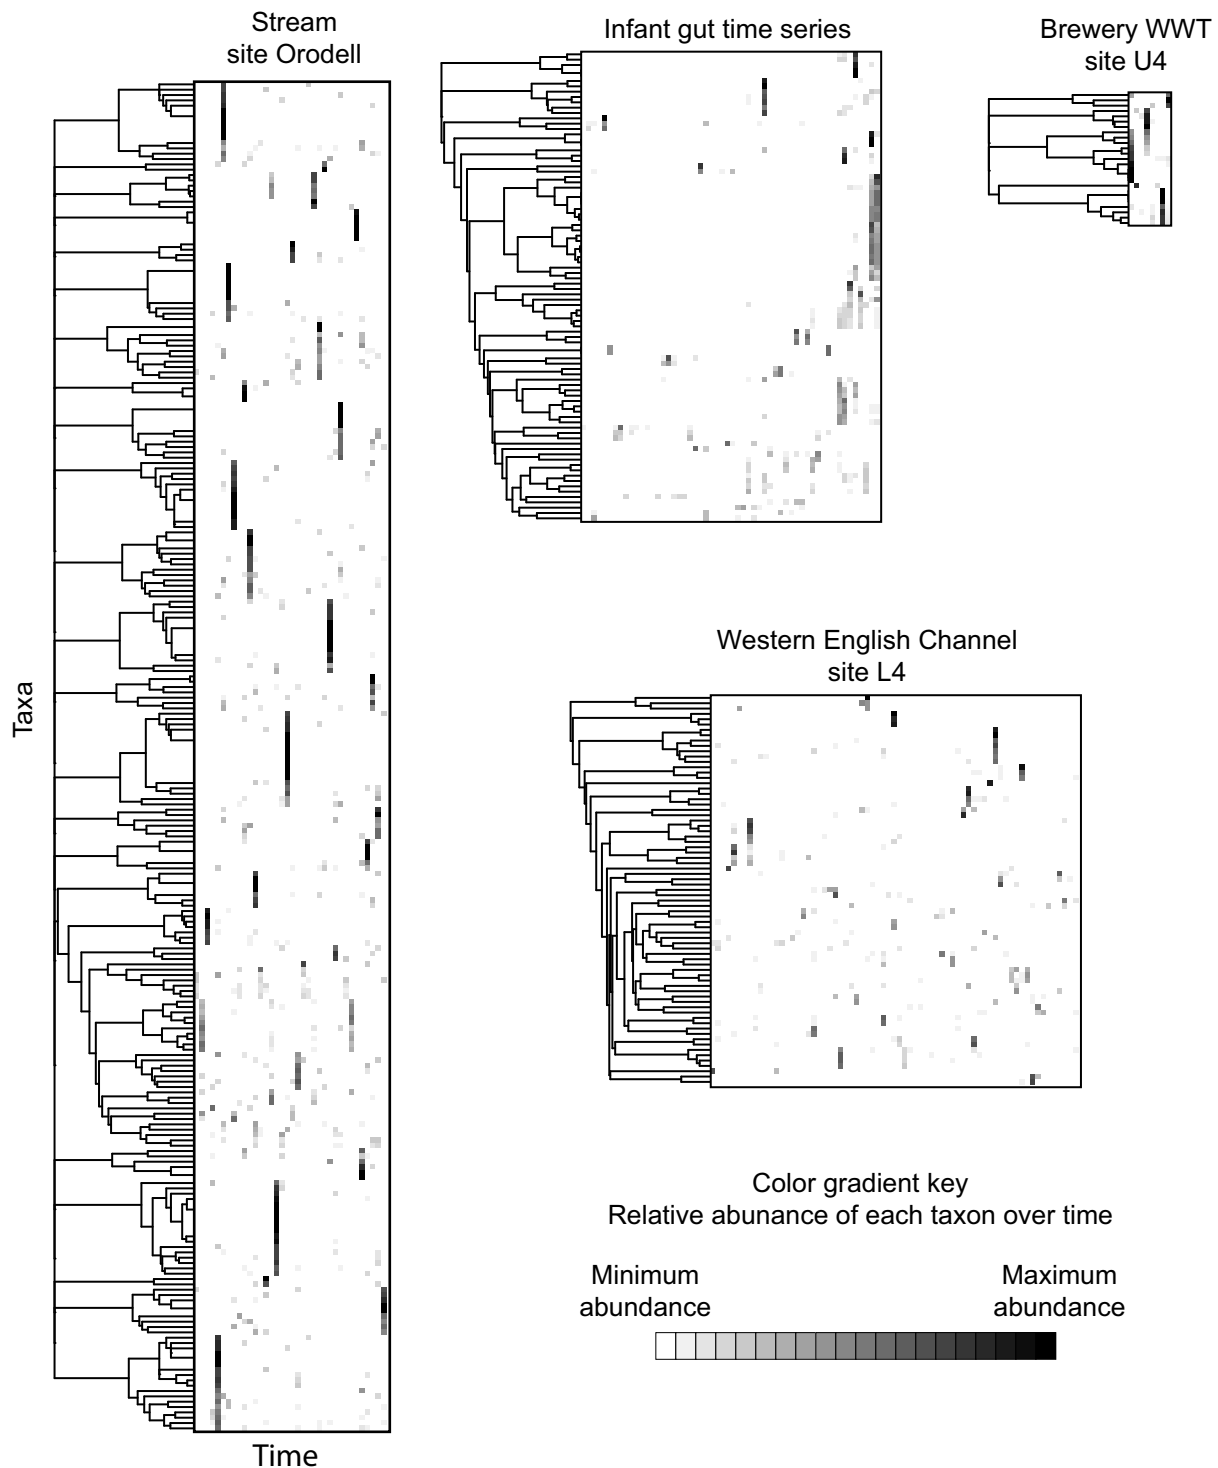 Stream
site Orodell
Infant gut time series
Brewery WWT
site U4
Taxa
Western English Channel
site L4
Color gradient key
Relative abunance of each taxon over time
Minimum
abundance
Maximum
abundance
Time